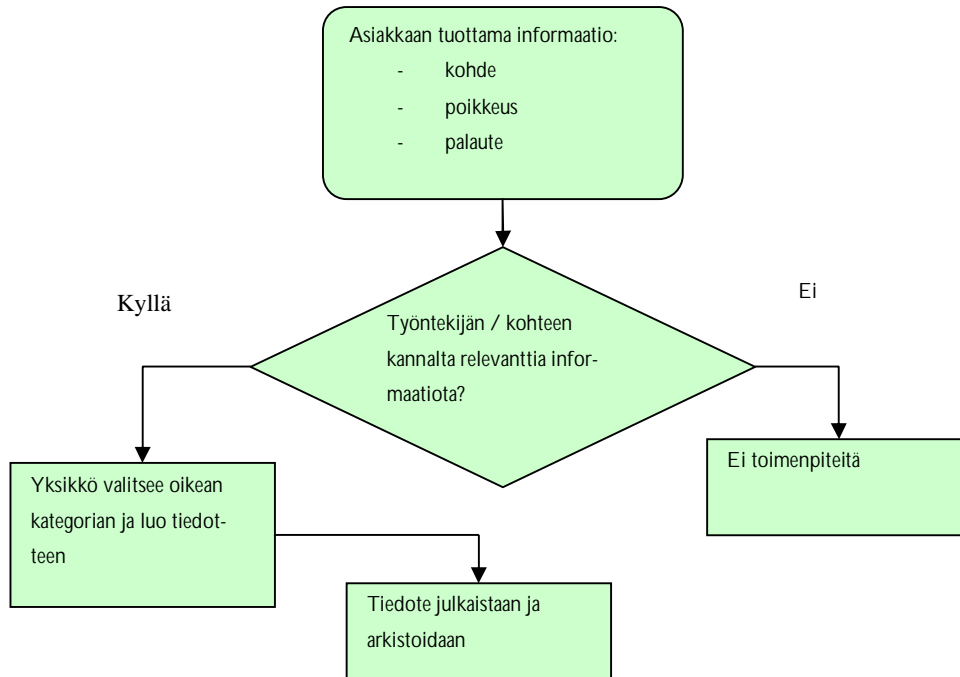 Asiakkaan tuottama informaatio:
- kohde
- poikkeus
- palaute
Kyllä
Ei
Työntekijän / kohteen
kannalta relevanttia infor-
maatiota?
Yksikkö valitsee oikean
kategorian ja luo tiedot-
teen
Ei toimenpiteitä
Tiedote julkaistaan ja
arkistoidaan